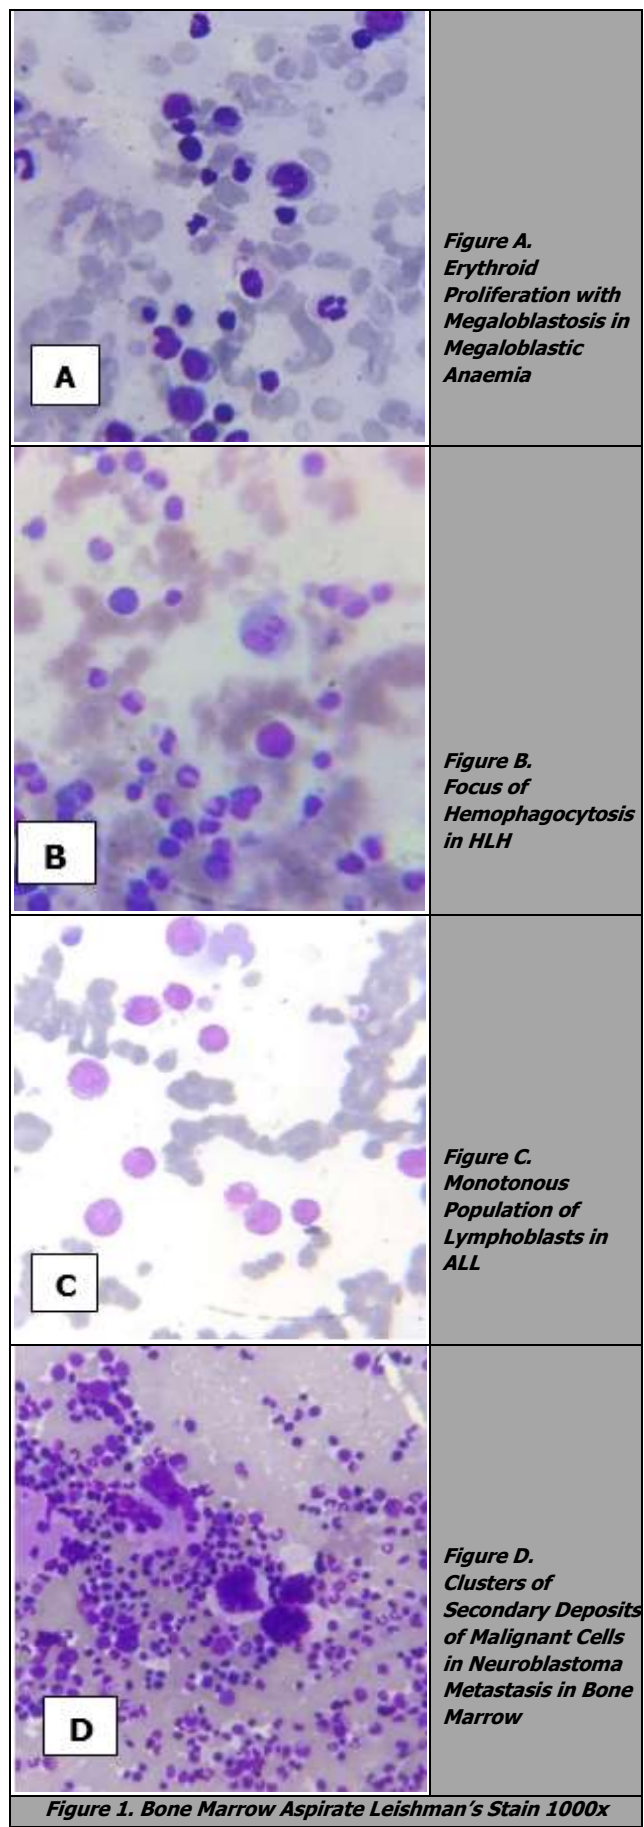 A
Figure A.
Erythroid
Proliferation with
Megaloblastosis in
Megaloblastic
Anaemia
B
Figure B.
Focus of
Hemophagocytosis
in HLH
C
Figure C.
Monotonous
Population of
Lymphoblasts in
ALL
D
Figure D.
Clusters of
Secondary Deposits
of Malignant Cells
in Neuroblastoma
Metastasis in Bone
Marrow
Figure 1. Bone Marrow Aspirate Leishman's Stain 1000x